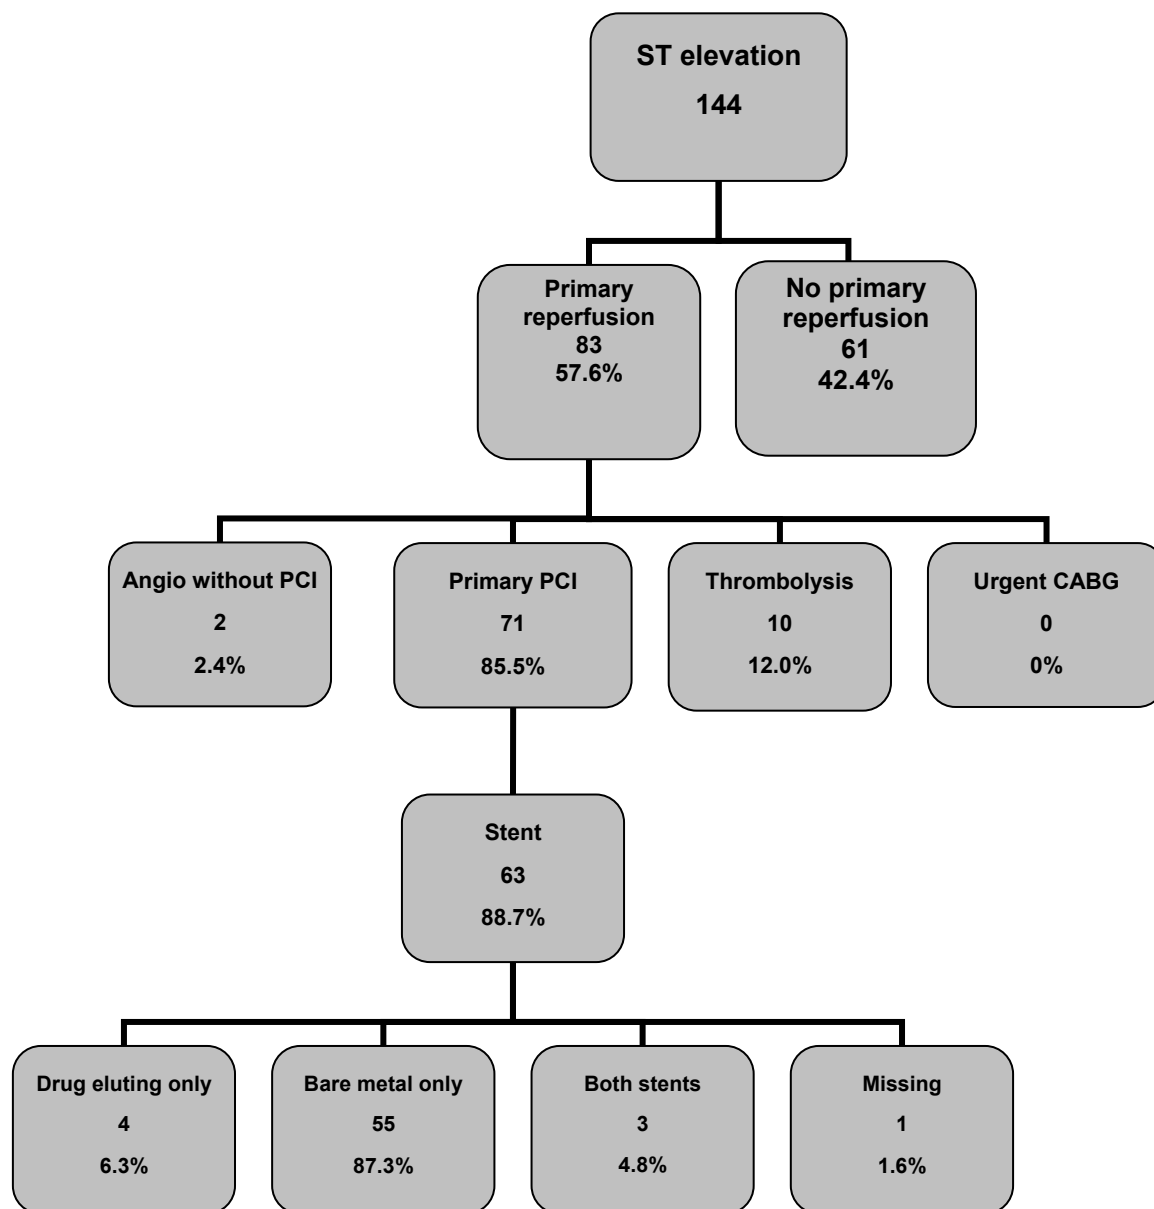 ST elevation
144
Primary
reperfusion
83
57.6%
No primary
reperfusion
61
42.4%
Angio without PCI
2
2.4%
Primary PCI
71
85.5%
Thrombolysis
10
12.0%
Urgent CABG
0
0%
Stent
63
88.7%
Drug eluting only
4
6.3%
Bare metal only
55
87.3%
Both stents
3
4.8%
Missing
1
1.6%